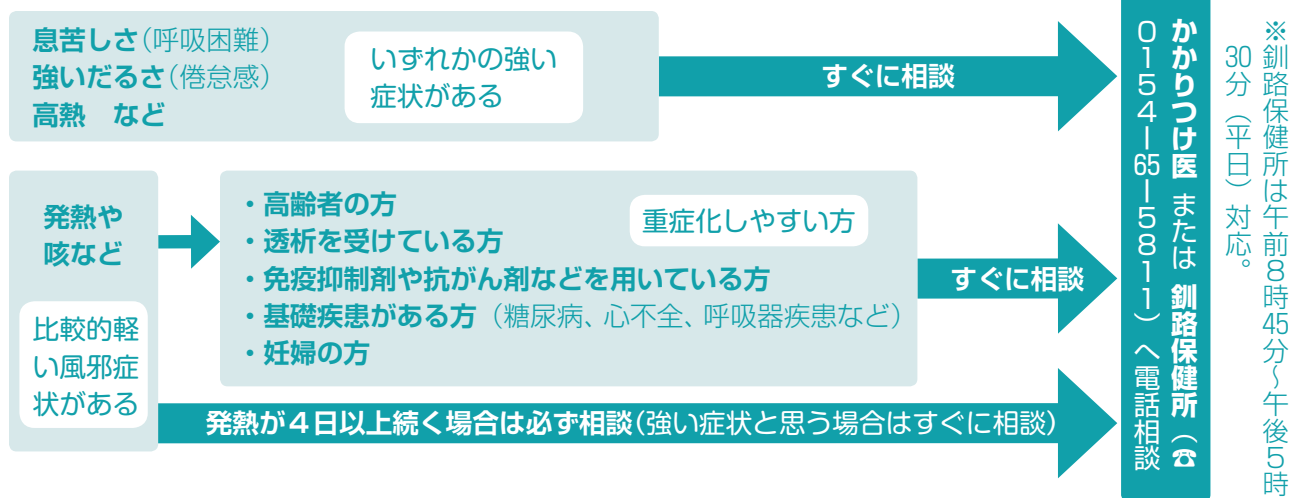 息苦しさ(呼吸困難)
強いだるさ(倦怠感)
高熱 など
いずれかの強い
症状がある
すぐに相談
発熱や
咳など
比較的軽
い風邪症
状がある
・高齢者の方
・透析を受けている方
・免疫抑制剤や抗がん剤などを用いている方
・基礎疾患がある方(糖尿病、心不全、呼吸器疾患など)
・妊婦の方
重症化しやすい方
すぐに相談
発熱が4日以上続く場合は必ず相談(強い症状と思う場合はすぐに相談)
かかりつけ医 または 釧路保健所(☎
0154―65―5811)へ電話相談
※釧路保健所は午前8時45分〜午後5時
30分(平日)対応。